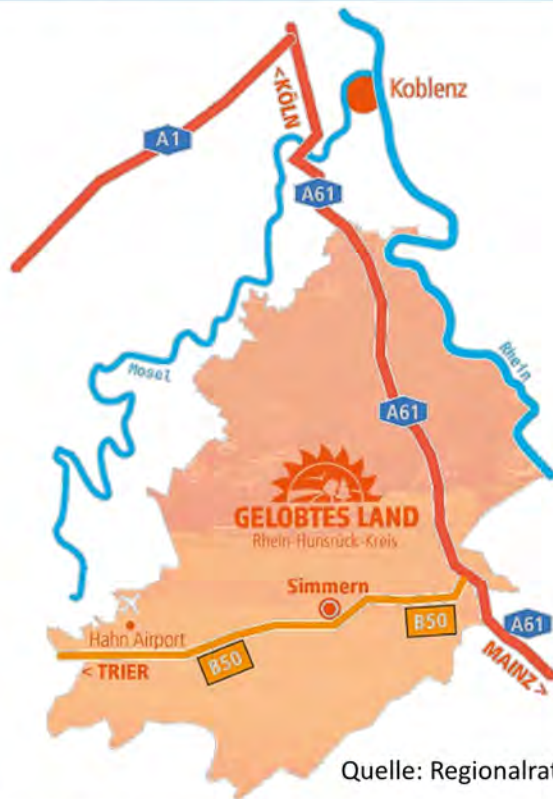 <KÖLN
Koblenz
A1
A61
Mosel
Rhein
A61
GELOBTES LAND
Rhein-Hunsrück-Kreis
Simmern
Hahn Airport
B50
B50
A61
< TRIER
MAINZ >
Quelle: Regionalrat